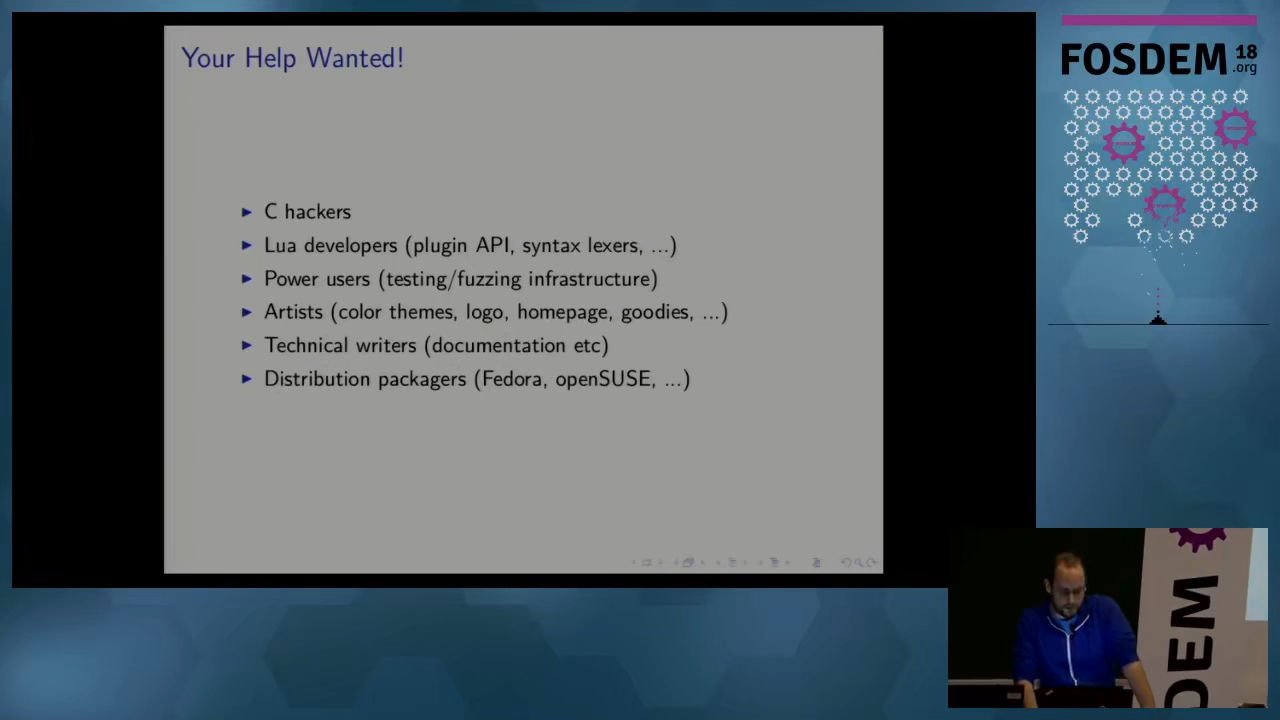 Your Help Wanted!
► C hackers
► Lua developers (plugin API, syntax lexers, ...)
► Power users (testing/fuzzing infrastructure)
► Artists (color themes, logo, homepage, goodies, ...)
► Technical writers (documentation etc)
► Distribution packagers (Fedora, openSUSE, ...)
FOSDEM 18
.org
OSDEM